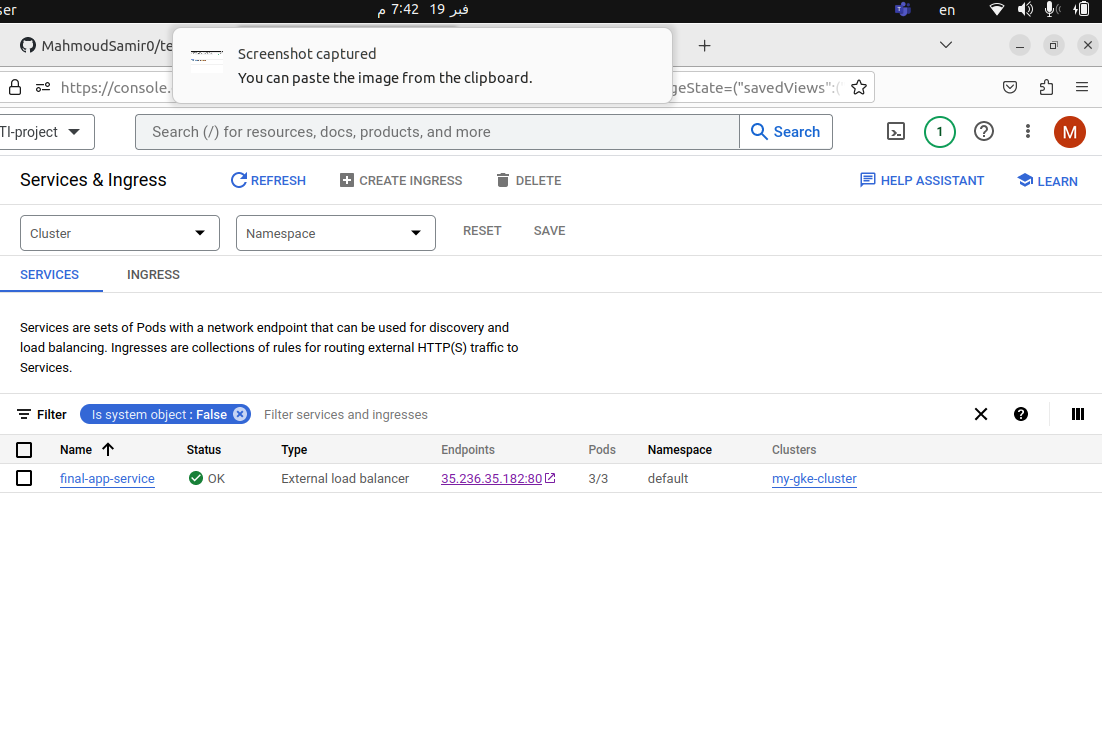 ser
فبر 19 7:42 م
en
MahmoudSamir0/te
Screenshot captured
You can paste the image from the clipboard.
https://console.
geState=("savedViews":(
TI-project
Search (/) for resources, docs, products, and more
Search
1
M
Services & Ingress
REFRESH
CREATE INGRESS
DELETE
HELP ASSISTANT
LEARN
Cluster
Namespace
RESET
SAVE
SERVICES
INGRESS
Services are sets of Pods with a network endpoint that can be used for discovery and
load balancing. Ingresses are collections of rules for routing external HTTP(S) traffic to
Services.
Filter
Is system object : False
Filter services and ingresses
Name Status Type Endpoints Pods Namespace Clusters
final-app-service OK External load balancer 35.236.35.182:80 3/3 default my-gke-cluster